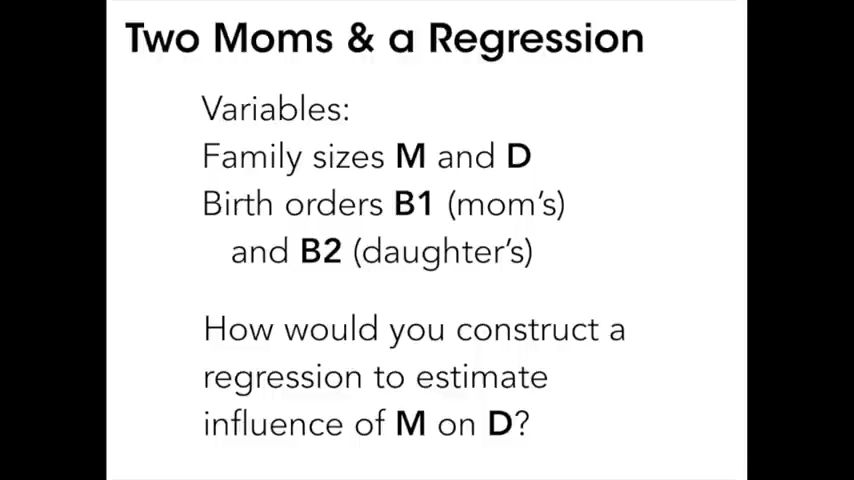 Two Moms & a Regression
Variables:
Family sizes M and D
Birth orders B1 (mom's)
and B2 (daughter's)
How would you construct a
regression to estimate
influence of M on D?